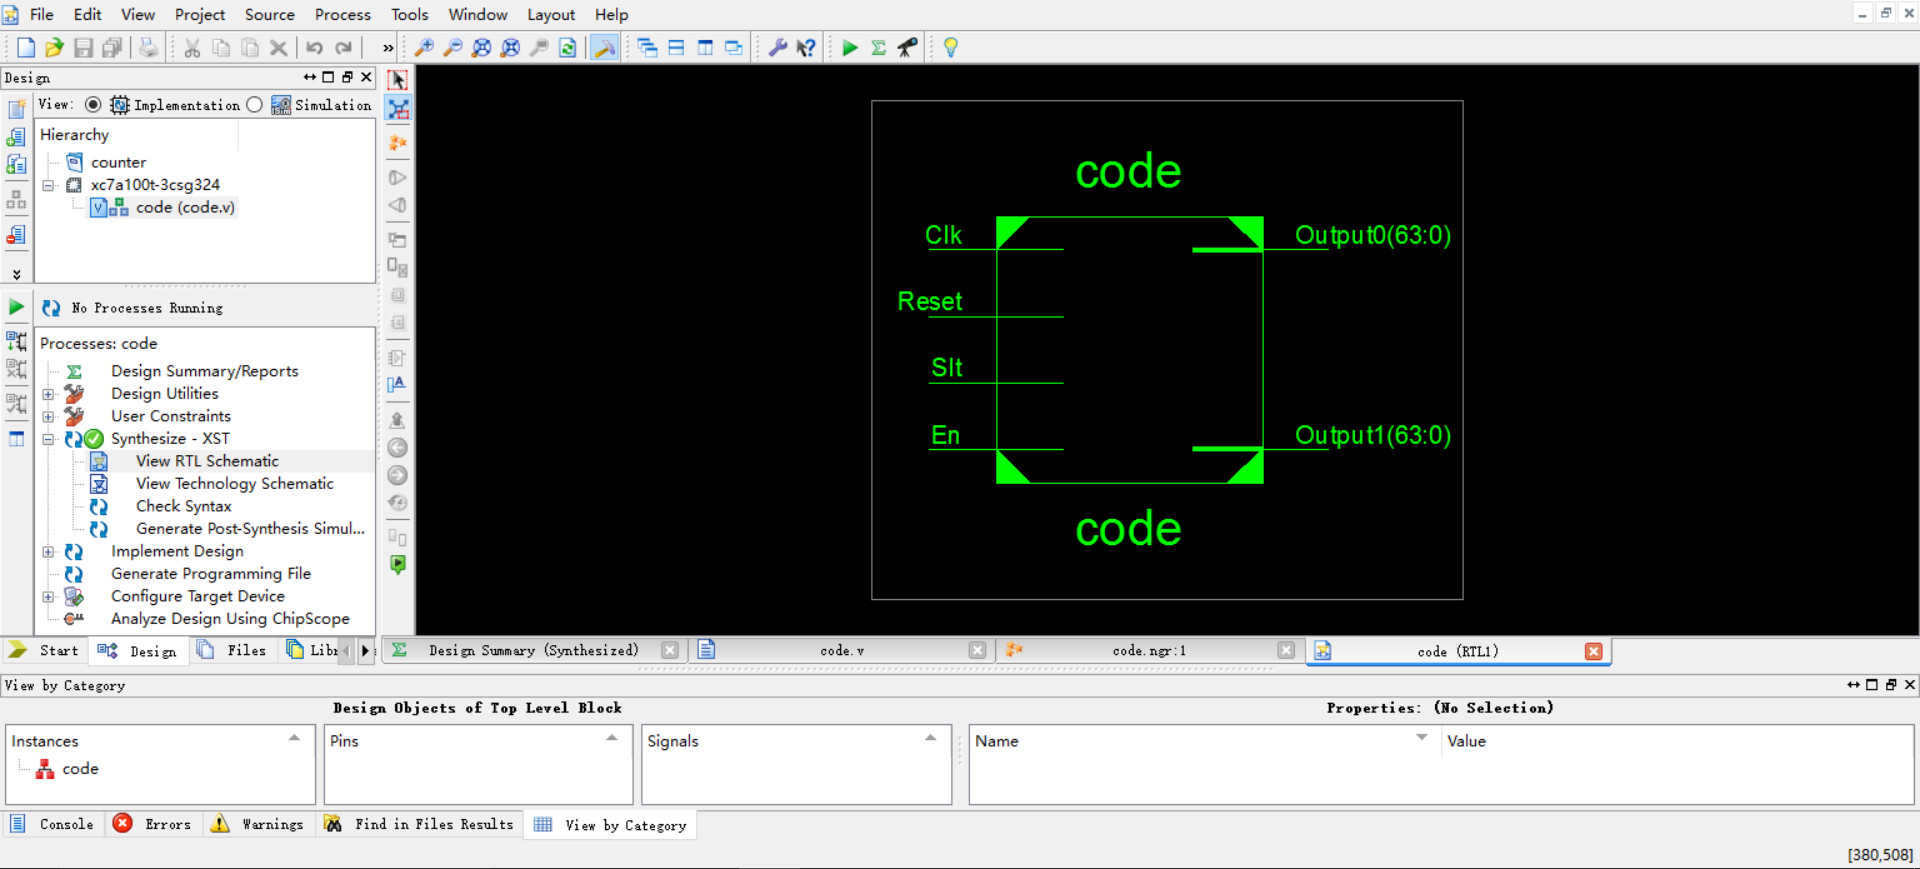 File Edit View Project Source Process Tools Window Layout Help
»
Design
View: Implementation Simulation
Hierarchy
counter
xc7a100t-3csg324
code (code.v)
No Processes Running
Processes: code
Design Summary/Reports
Design Utilities
User Constraints
Synthesize - XST
View RTL Schematic
View Technology Schematic
Check Syntax
Generate Post-Synthesis Simul...
Implement Design
Generate Programming File
Configure Target Device
Analyze Design Using ChipScope
Start Design Files Libr
code
Clk
Reset
Slt
En
Output0(63:0)
Output1(63:0)
code
Design Summary (Synthesized) code.v code.ngr:1 code (RTL1)
View by Category
Design Objects of Top Level Block
Properties: (No Selection)
Instances Pins Signals Name Value
code
Console Errors Warnings Find in Files Results View by Category
[380,508]